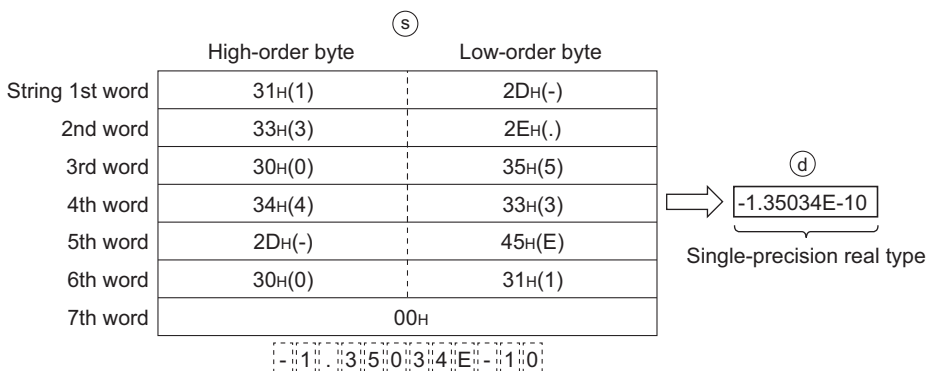 s
High-order byte Low-order byte
String 1st word 31H(1) 2DH(-)
2nd word 33H(3) 2EH(.)
3rd word 30H(0) 35H(5)
4th word 34H(4) 33H(3)
5th word 2DH(-) 45H(E)
6th word 30H(0) 31H(1)
7th word 00H
- 1 . 3 5 0 3 4 E - 1 0
d
-1.35034E-10
Single-precision real type